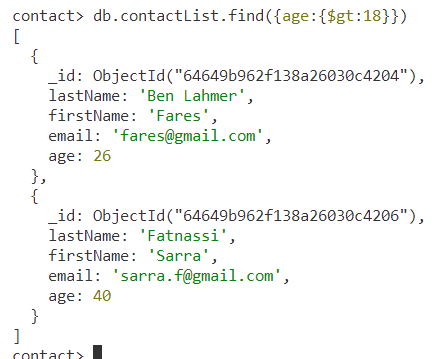 contact> db.contactList.find({age:{$gt:18}})
[
  {
    _id: ObjectId("64649b962f138a26030c4204"),
    lastName: 'Ben Lahmer',
    firstName: 'Fares',
    email: 'fares@gmail.com',
    age: 26
  },
  {
    _id: ObjectId("64649b962f138a26030c4206"),
    lastName: 'Fatnassi',
    firstName: 'Sarra',
    email: 'sarra.f@gmail.com',
    age: 40
  }
]
contact>